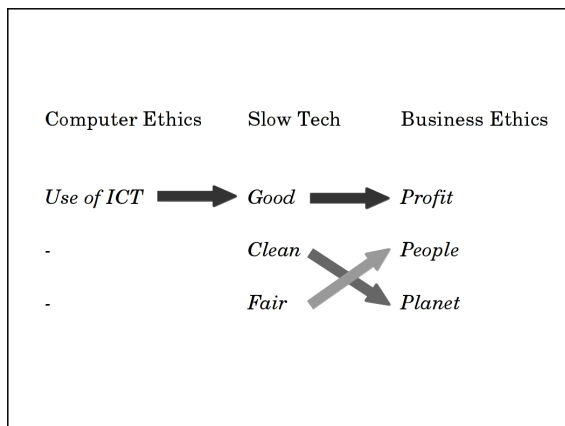 Computer Ethics Slow Tech Business Ethics
Use of ICT Good Profit
- Clean People
- Fair Planet